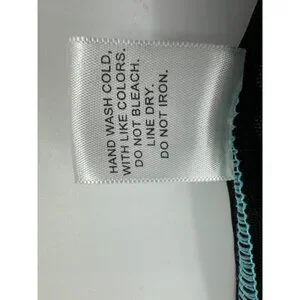 HAND WASH COLD,
WITH LIKE COLORS.
DO NOT BLEACH.
LINE DRY.
DO NOT IRON.